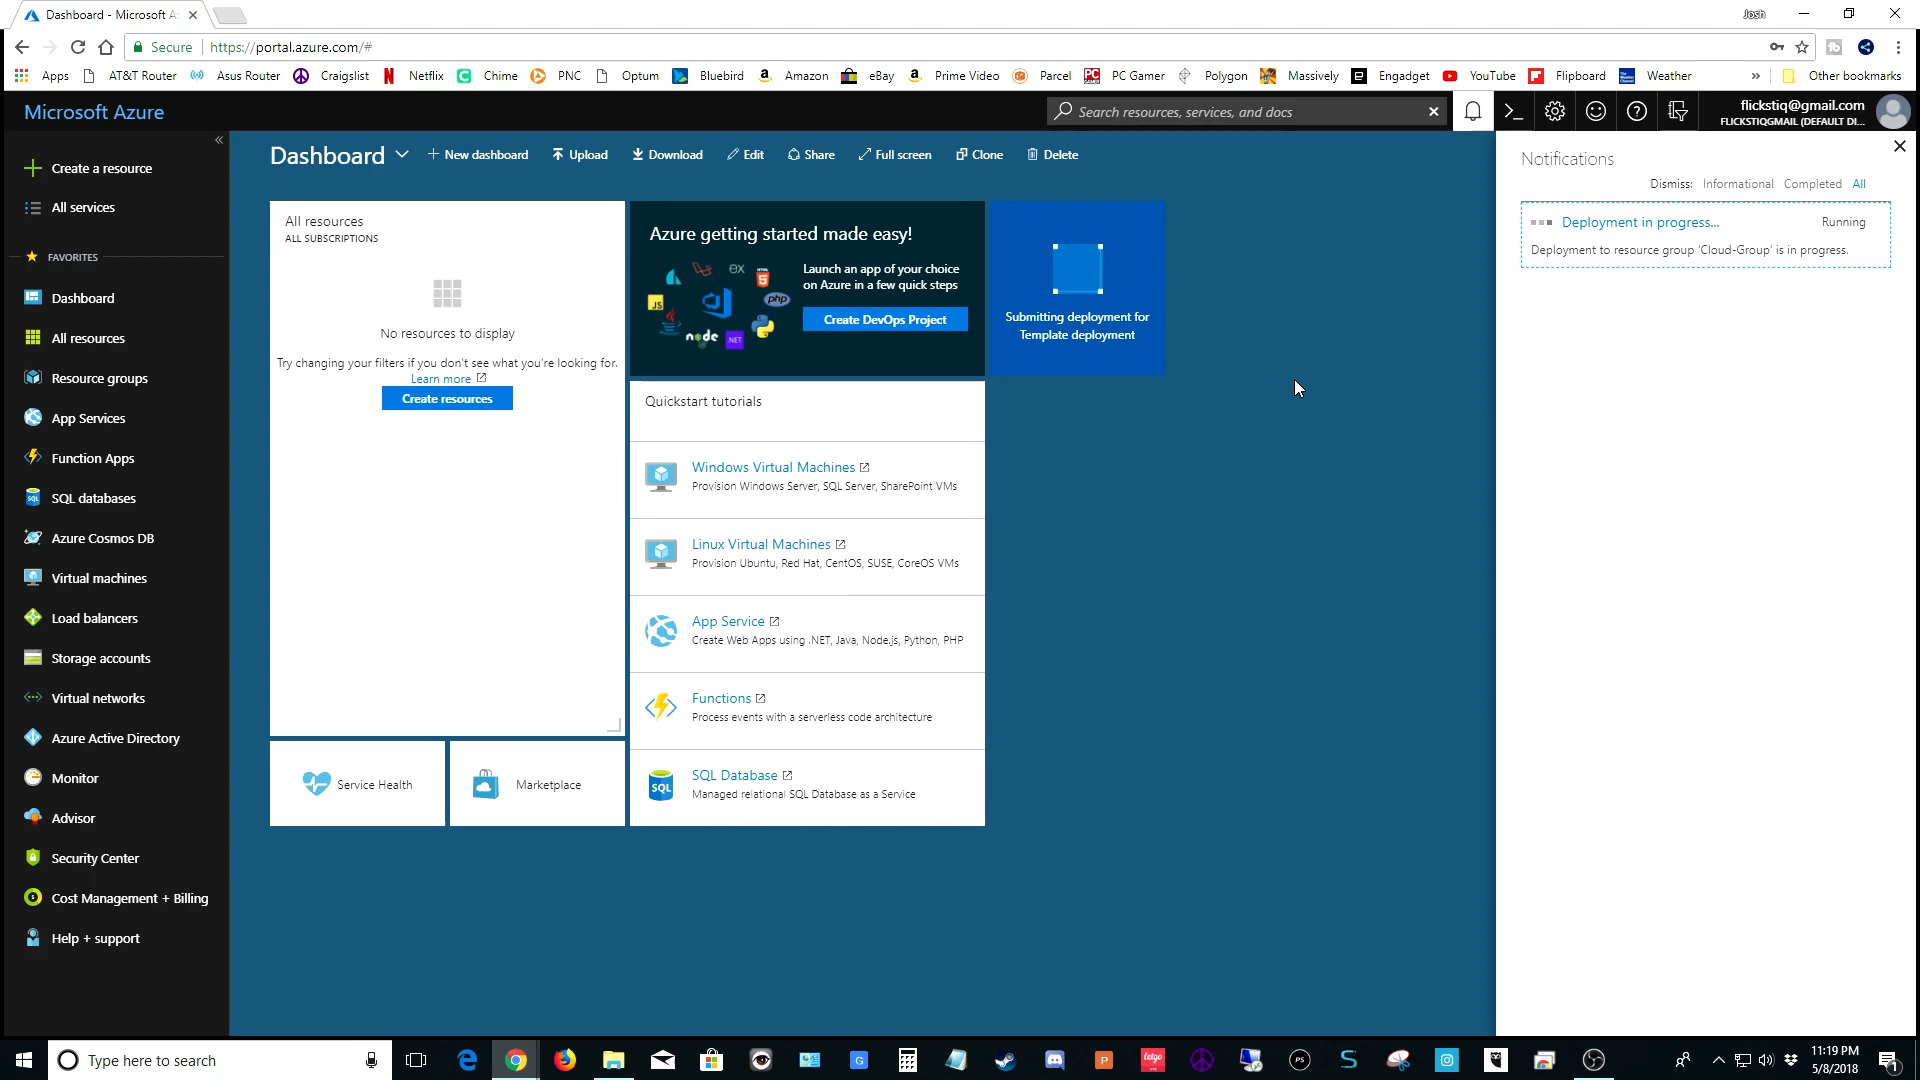 Dashboard - Microsoft A
Josh
Secure
https://portal.azure.com/#
Apps
AT&T Router
Asus Router
Craigslist
Netflix
Chime
PNC
Optum
Bluebird
Amazon
eBay
Prime Video
Parcel
PC Gamer
Polygon
Massively
Engadget
YouTube
Flipboard
Weather
»
Other bookmarks
Microsoft Azure
Search resources, services, and docs
flickstiq@gmail.com
FLICKSTIQGMAIL (DEFAULT DI...
Create a resource
All services
FAVORITES
Dashboard
All resources
Resource groups
App Services
Function Apps
SQL databases
Azure Cosmos DB
Virtual machines
Load balancers
Storage accounts
Virtual networks
Azure Active Directory
Monitor
Advisor
Security Center
Cost Management + Billing
Help + support
Dashboard
New dashboard
Upload
Download
Edit
Share
Full screen
Clone
Delete
All resources
ALL SUBSCRIPTIONS
No resources to display
Try changing your filters if you don't see what you're looking for.
Learn more
Create resources
Service Health
Marketplace
Azure getting started made easy!
Launch an app of your choice
on Azure in a few quick steps
Create DevOps Project
JS
ex
HTML
5
php
node
.NET
Quickstart tutorials
Windows Virtual Machines
Provision Windows Server, SQL Server, SharePoint VMs
Linux Virtual Machines
Provision Ubuntu, Red Hat, CentOS, SUSE, CoreOS VMs
App Service
Create Web Apps using .NET, Java, Node.js, Python, PHP
Functions
Process events with a serverless code architecture
SQL
SQL Database
Managed relational SQL Database as a Service
Submitting deployment for
Template deployment
Notifications
Dismiss:
Informational
Completed
All
Deployment in progress...
Running
Deployment to resource group 'Cloud-Group' is in progress.
Type here to search
letgo
11:19 PM
5/8/2018
1